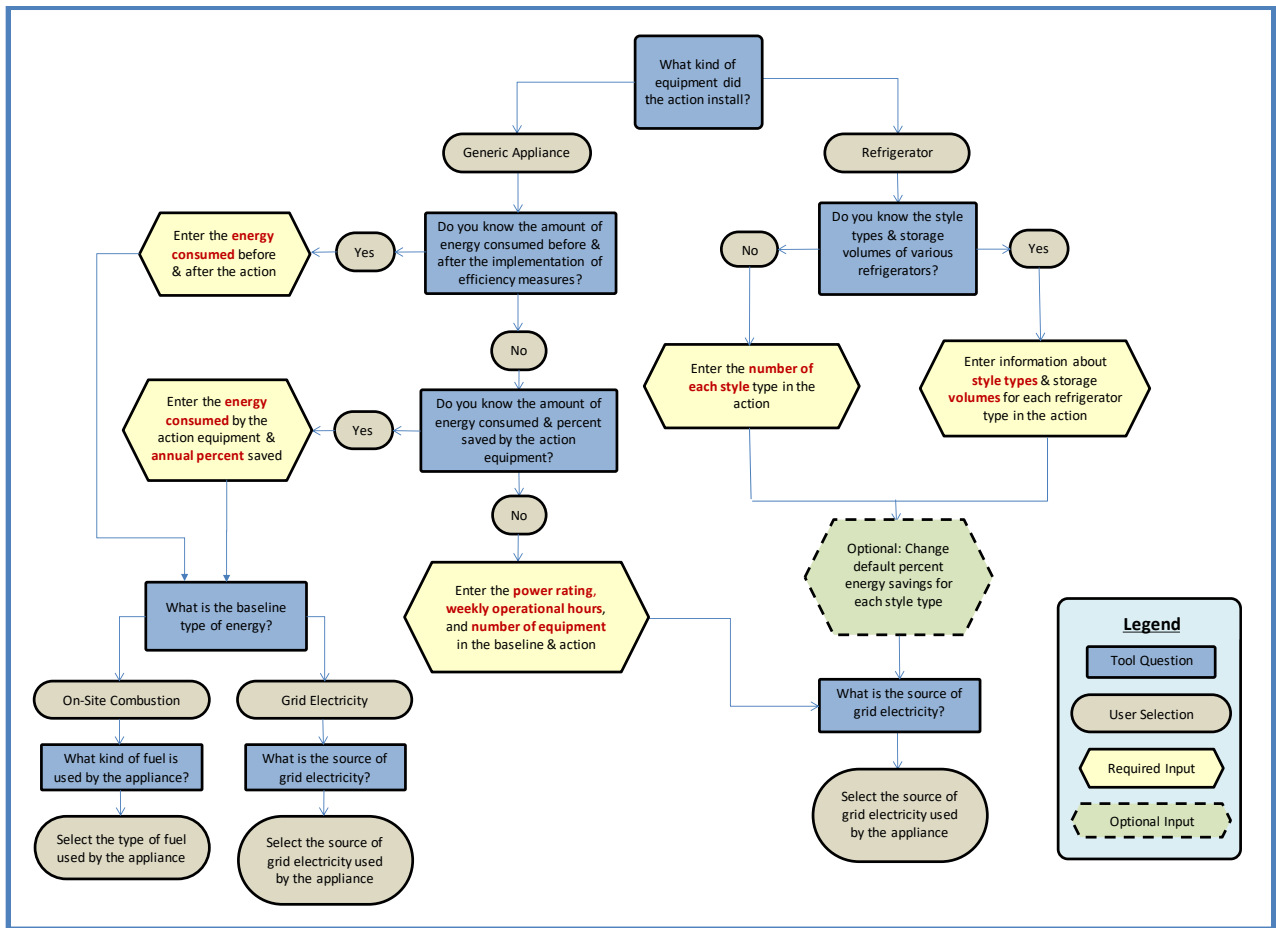 What kind of
equipment did
the action install?
Generic Appliance
Refrigerator
Enter the energy
consumed before
& after the action
Yes
Do you know the amount of
energy consumed before &
after the implementation of
efficiency measures?
No
Do you know the style
types & storage
volumes of various
refrigerators?
Yes
No
Enter the number of
each style type in the
action
Enter information about
style types & storage
volumes for each refrigerator
type in the action
Enter the energy
consumed by the
action equipment &
annual percent saved
Yes
Do you know the amount of
energy consumed & percent
saved by the action
equipment?
No
Optional: Change
default percent
energy savings for
each style type
What is the baseline
type of energy?
Enter the power rating,
weekly operational hours,
and number of equipment
in the baseline & action
On-Site Combustion
Grid Electricity
What is the source of
grid electricity?
What kind of fuel is
used by the appliance?
What is the source of
grid electricity?
Select the type of fuel
used by the appliance
Select the source of
grid electricity used
by the appliance
Select the source of
grid electricity used
by the appliance
Legend
Tool Question
User Selection
Required Input
Optional Input